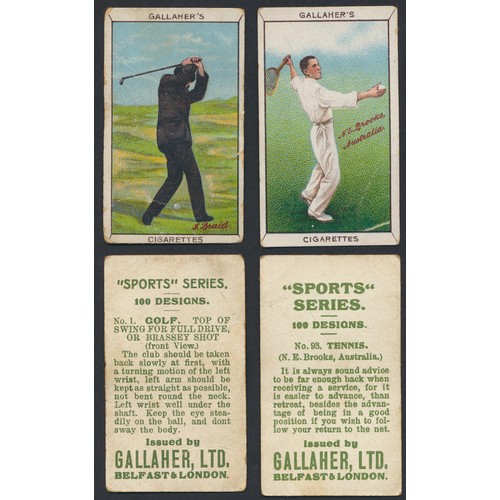 GALLAHER'S
J. Braid.
CIGARETTES
GALLAHER'S
N.E. Brooks,
Australia.
CIGARETTES
"SPORTS" SERIES.
100 DESIGNS.
No. 1. GOLF. TOP OF
SWING FOR FULL DRIVE,
OR BRASSEY SHOT
(front View.)
The club should be taken
back slowly at first, with
a turning motion of the left
wrist, left arm should be
kept as straight as possible,
not bent round the neck.
Left wrist well under the
shaft. Keep the eye stea-
dily on the ball, and dont
sway the body.
Issued by
GALLAHER, LTD.
BELFAST & LONDON.
"SPORTS"
SERIES.
100 DESIGNS.
No. 93. TENNIS.
(N. E. Brooks, Australia.)
It is always sound advice
to be far enough back when
receiving a service, for it
is easier to advance, than
retreat, besides the advan-
tage of being in a good
position if you wish to fol-
low your return to the net.
Issued by
GALLAHER, LTD.
BELFAST & LONDON.